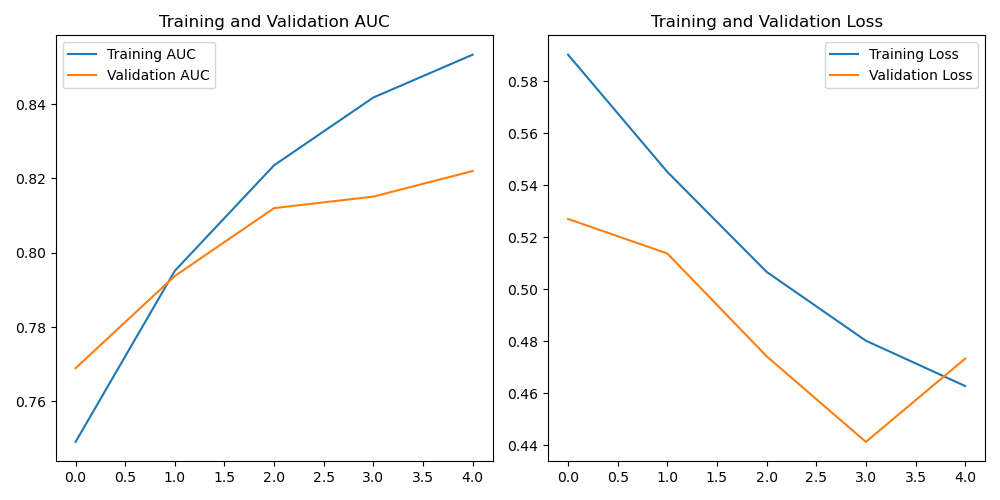 Training and Validation AUC
Training AUC
Validation AUC
0.84
0.82
0.80
0.78
0.76
0.0 0.5 1.0 1.5 2.0 2.5 3.0 3.5 4.0
Training and Validation Loss
Training Loss
Validation Loss
0.58
0.56
0.54
0.52
0.50
0.48
0.46
0.44
0.0 0.5 1.0 1.5 2.0 2.5 3.0 3.5 4.0